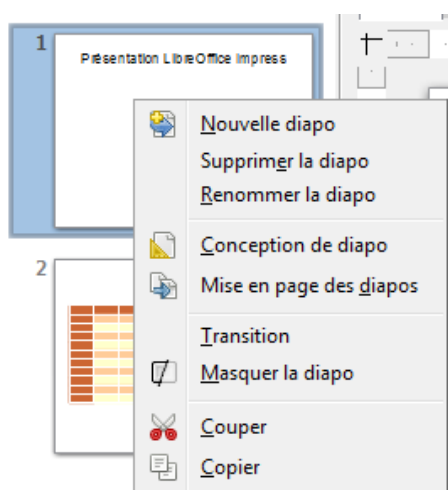 1
Présentation LibreOffice Impress
Nouvelle diapo
Supprimer la diapo
Renommer la diapo
Conception de diapo
2
Mise en page des diapos
Transition
Masquer la diapo
Couper
Copier